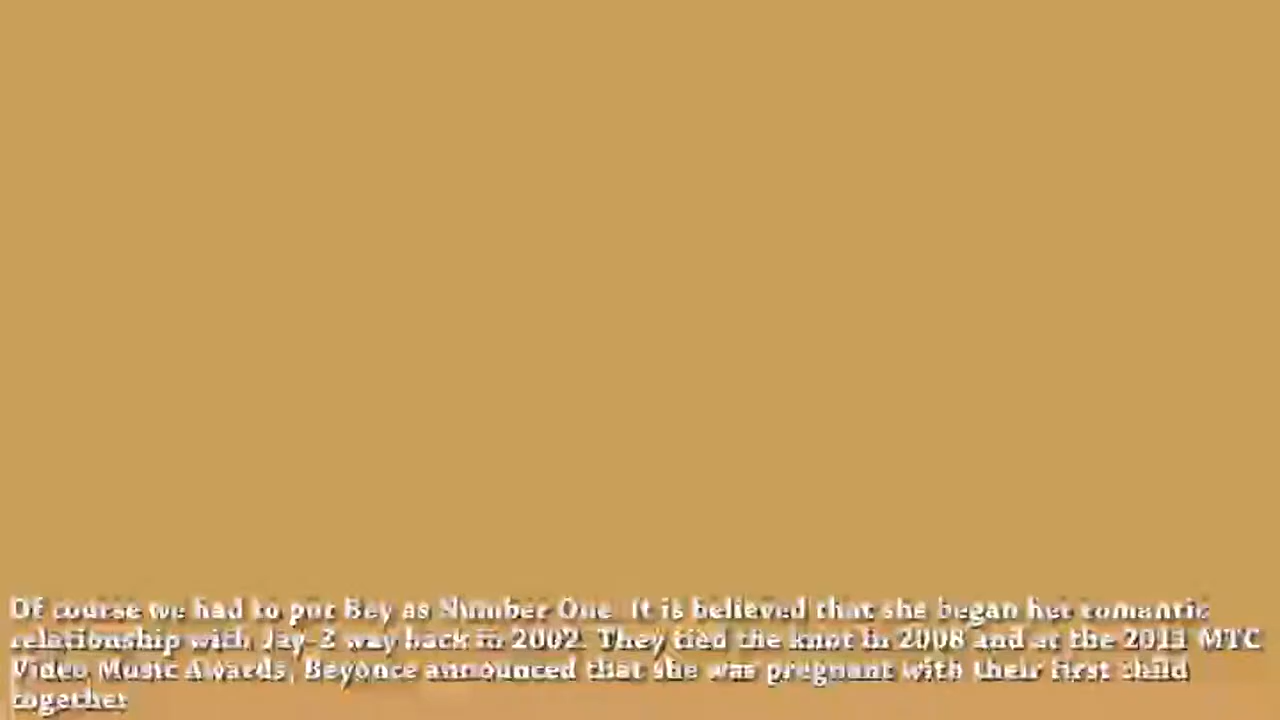 Of course we had to put Bey as Number One. It is believed that she began her romantic
relationship with Jay-Z way back in 2002. They tied the knot in 2008 and at the 2011 MTC
Video Music Awards, Beyonce announced that she was pregnant with their first child
together